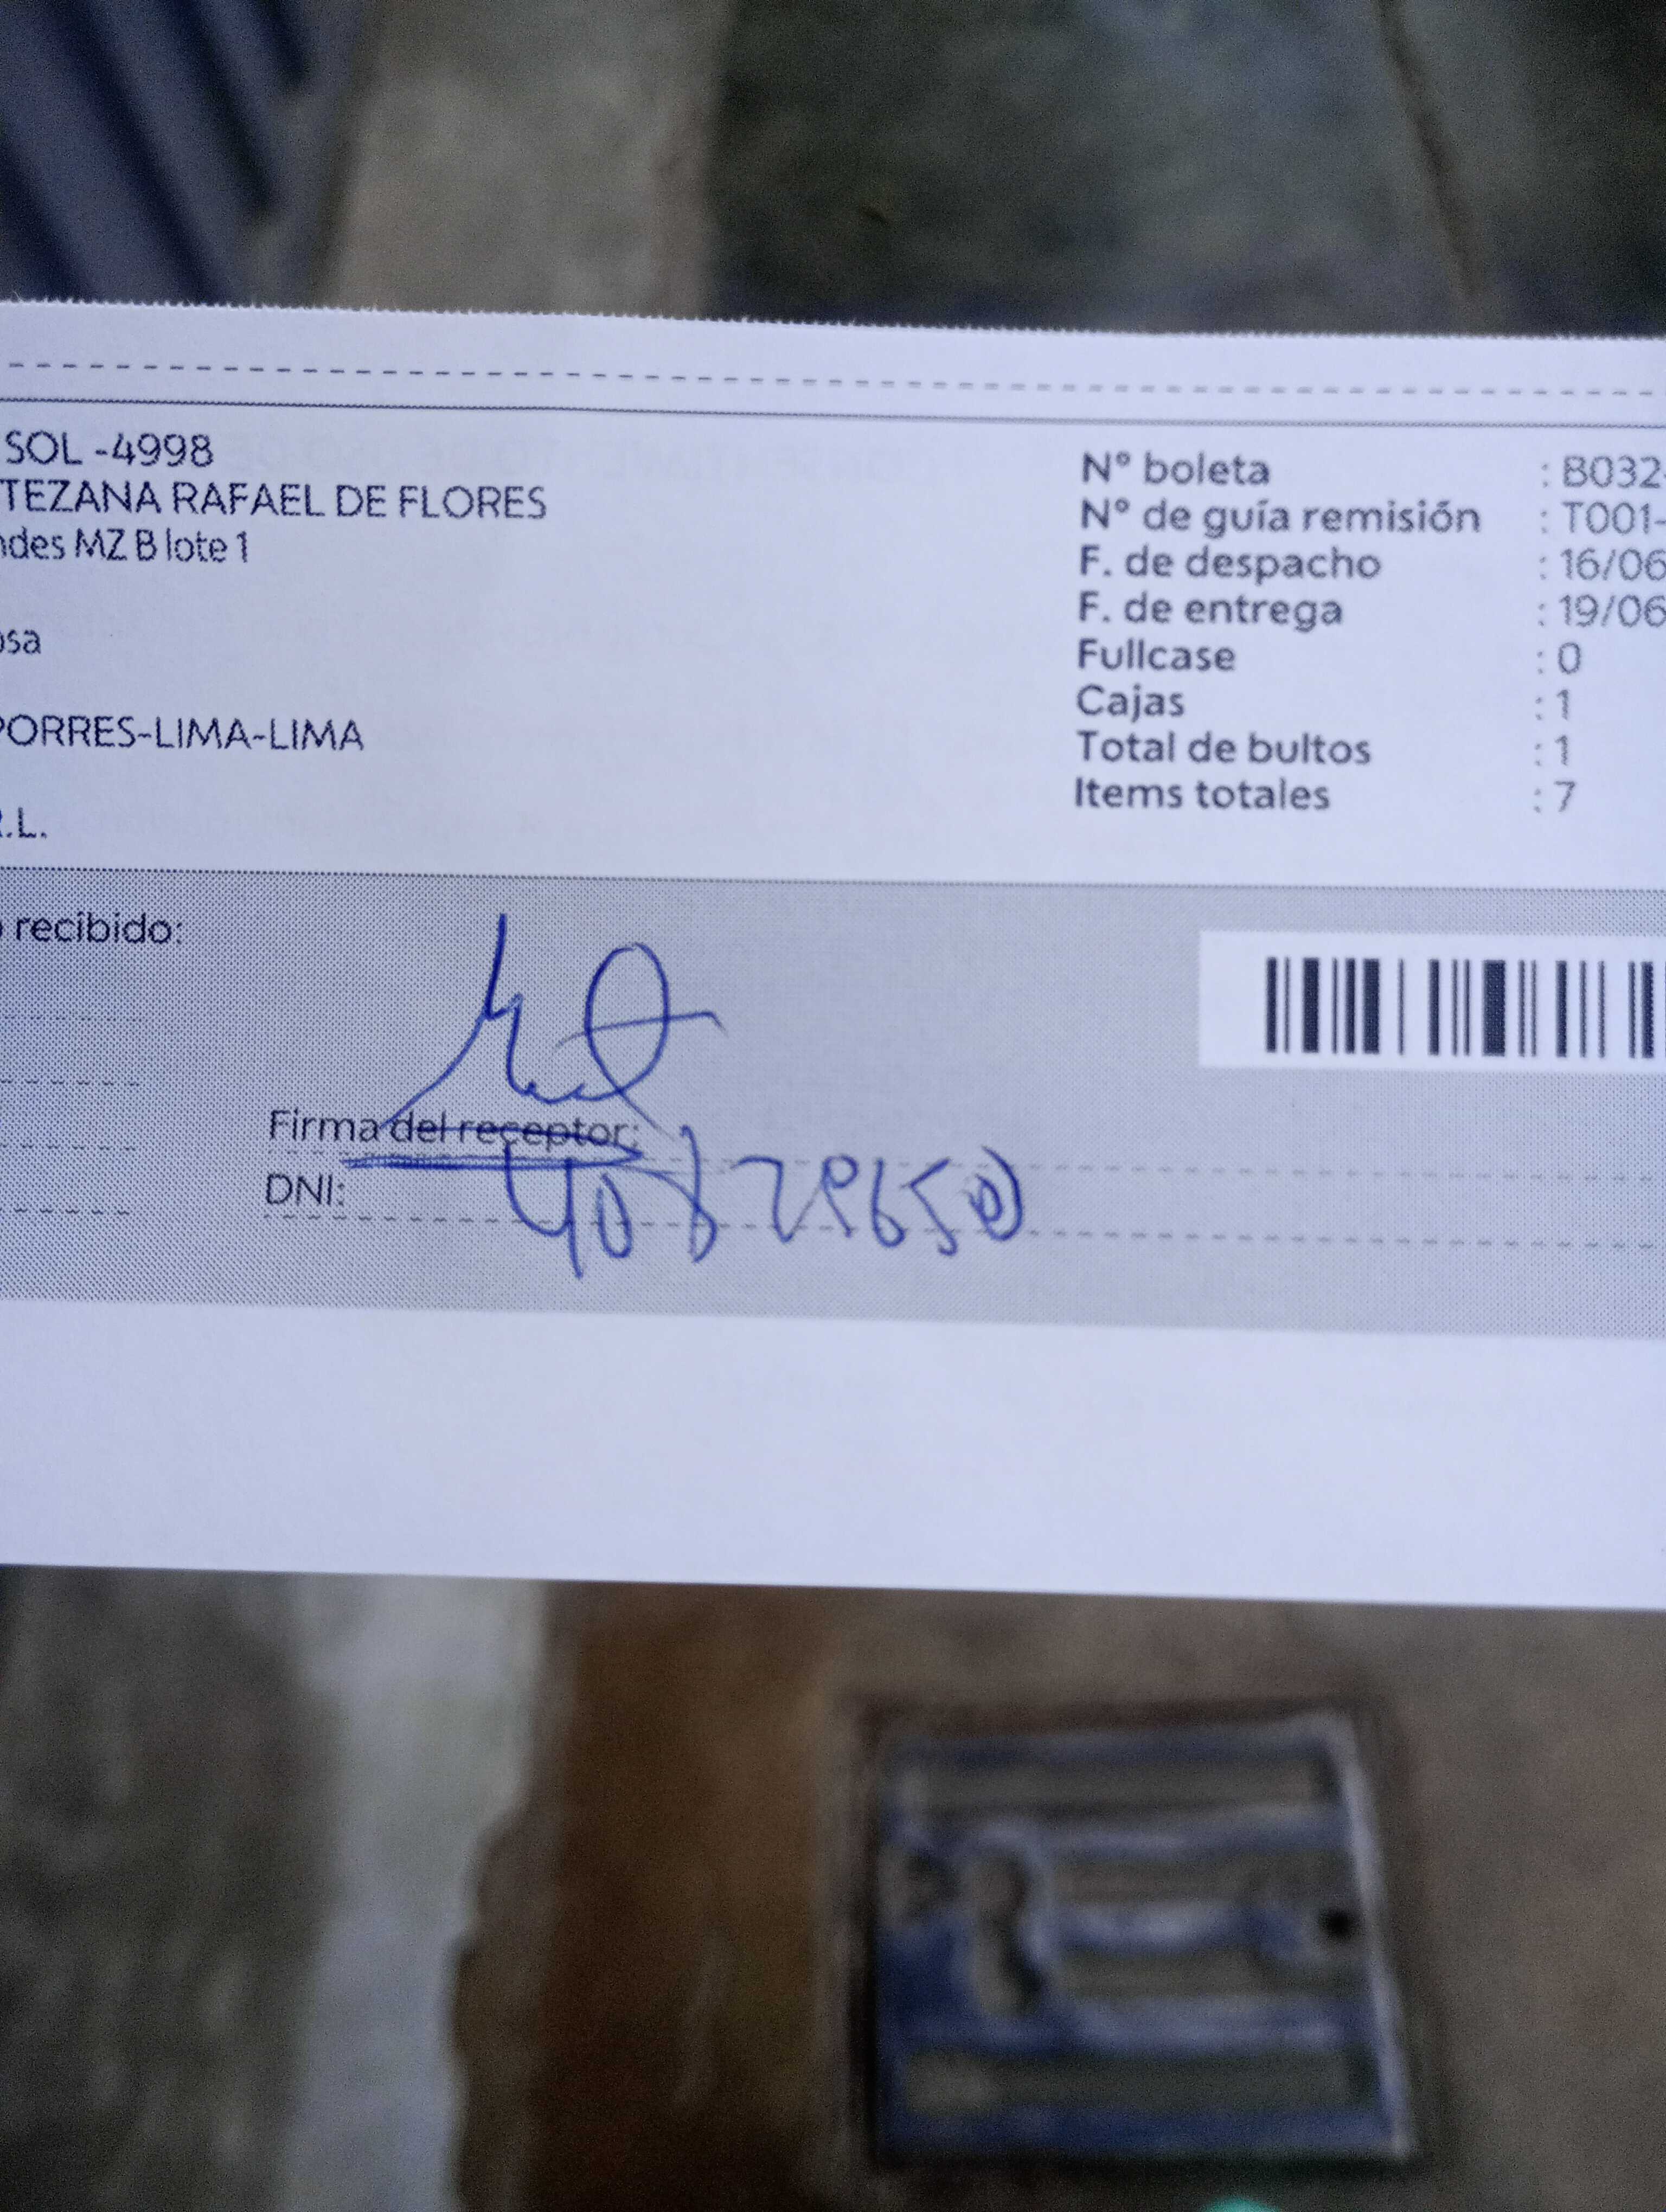 SOL -4998
TEZANA RAFAEL DE FLORES
ndes MZ B lote 1
osa
PORRES-LIMA-LIMA
R.L.
N° boleta : B032-
N° de guía remisión : T001-
F. de despacho : 16/06
F. de entrega : 19/06
Fullcase : 0
Cajas : 1
Total de bultos : 1
Items totales : 7
o recibido:
Firma del receptor:
DNI: